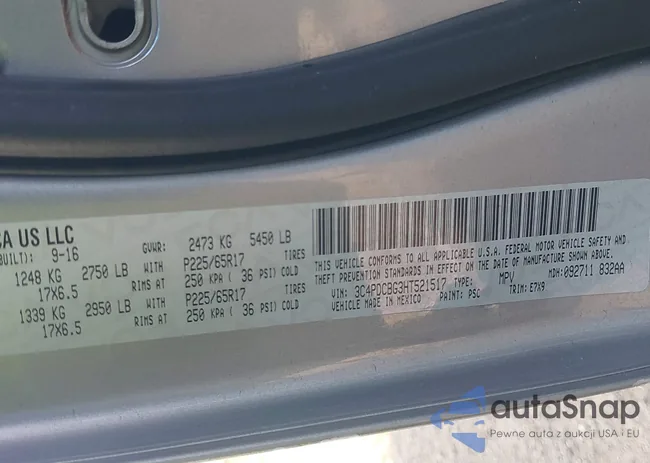 CA US LLC
BUILT): 9-16 GVWR: 2473 KG 5450 LB
1248 KG 2750 LB WITH P225/65R17
17X6.5 RIMS AT 250 KPA ( 36 PSI) COLD
1339 KG 2950 LB WITH P225/65R17
17X6.5 RIMS AT 250 KPA ( 36 PSI) COLD
THIS VEHICLE CONFORMS TO ALL APPLICABLE U.S.A. FEDERAL MOTOR VEHICLE SAFETY AND
THEFT PREVENTION STANDARDS IN EFFECT ON THE DATE OF MANUFACTURE SHOWN ABOVE.
VIN: 3C4PDCBG3HT521517 TYPE: MPV MDH: 092711 832AA
VEHICLE MADE IN MEXICO PAINT: PSC TRIM: E7X9
autaSnap
Pewne auta z aukcji USA i EU